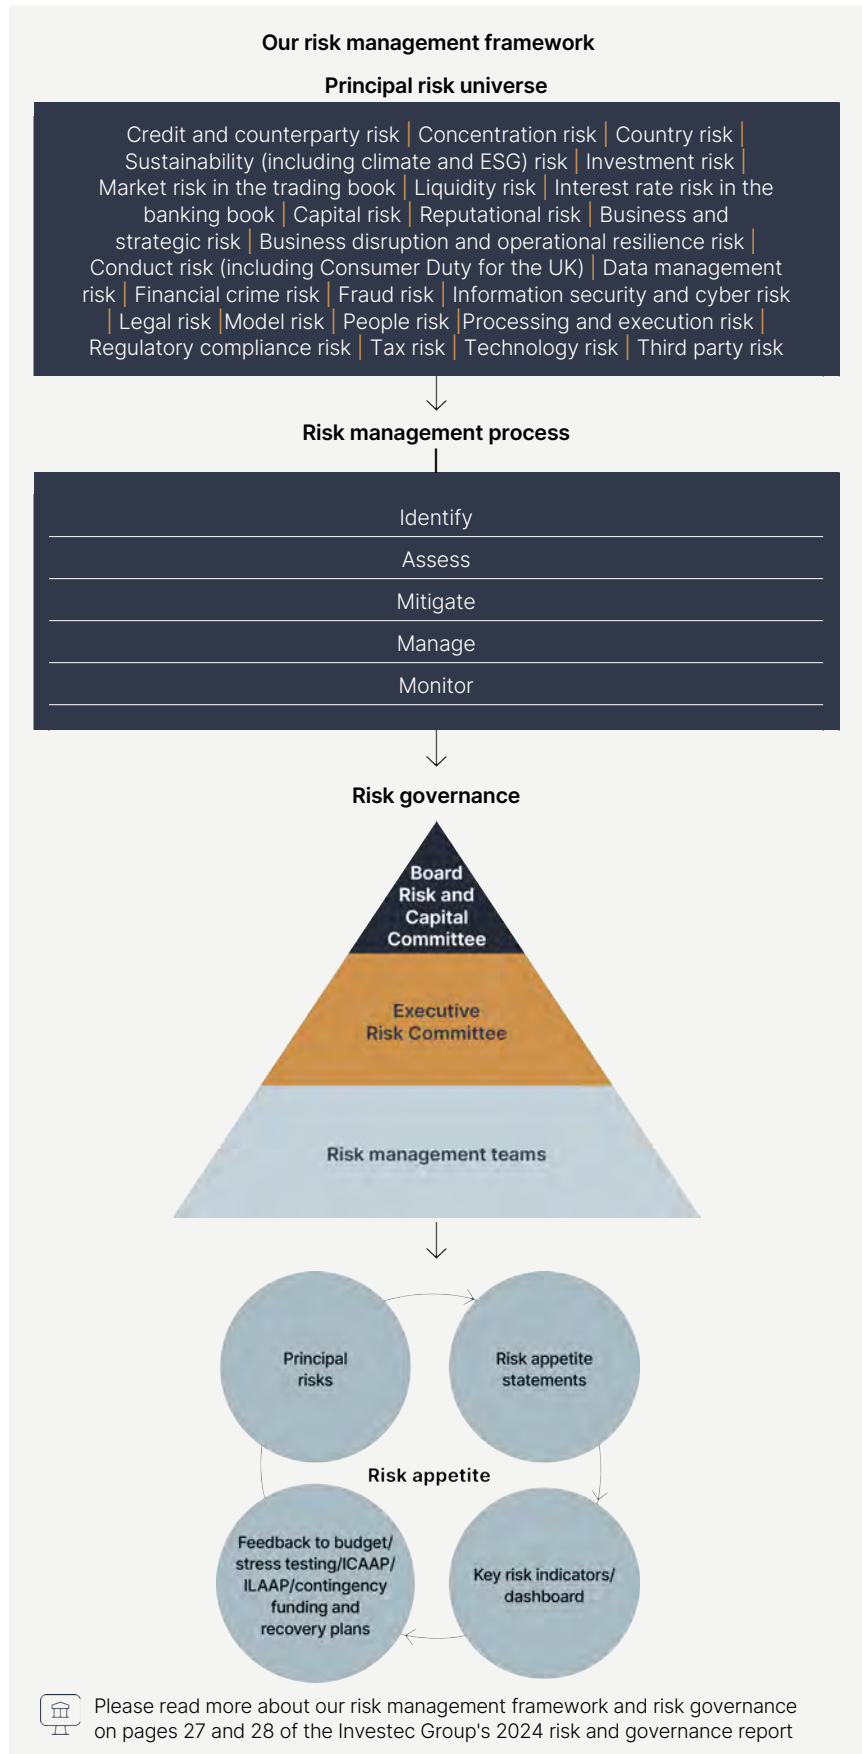 Our risk management framework
Principal risk universe
Credit and counterparty risk | Concentration risk | Country risk |
Sustainability (including climate and ESG) risk | Investment risk |
Market risk in the trading book | Liquidity risk | Interest rate risk in the
banking book | Capital risk | Reputational risk | Business and
strategic risk | Business disruption and operational resilience risk |
Conduct risk (including Consumer Duty for the UK) | Data management
risk | Financial crime risk | Fraud risk | Information security and cyber risk
| Legal risk |Model risk | People risk |Processing and execution risk |
Regulatory compliance risk | Tax risk | Technology risk | Third party risk
Risk management process
Identify
Assess
Mitigate
Manage
Monitor
Risk governance
Board
Risk and
Capital
Committee
Executive
Risk Committee
Risk management teams
Principal
risks
Risk appetite
statements
Risk appetite
Feedback to budget/
stress testing/ICAAP/
ILAAP/contingency
funding and
recovery plans
Key risk indicators/
dashboard
Please read more about our risk management framework and risk governance
on pages 27 and 28 of the Investec Group's 2024 risk and governance report